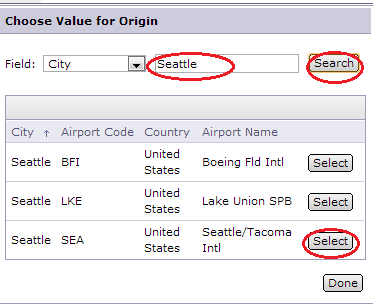 Choose Value for Origin
Field: City Seattle Search
City ↑ Airport Code Country Airport Name
Seattle BFI United States Boeing Fld Intl Select
Seattle LKE United States Lake Union SPB Select
Seattle SEA United States Seattle/Tacoma Intl Select
Done